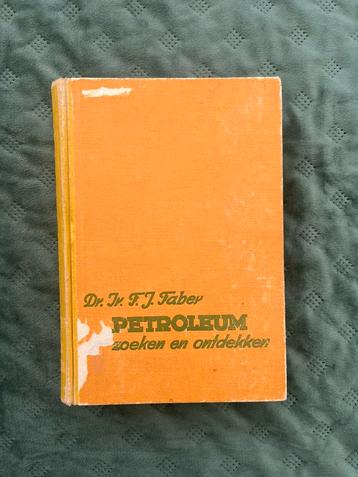 Dr. Ir. F. J. Faber
PETROLEUM
zoeken en ontdekken